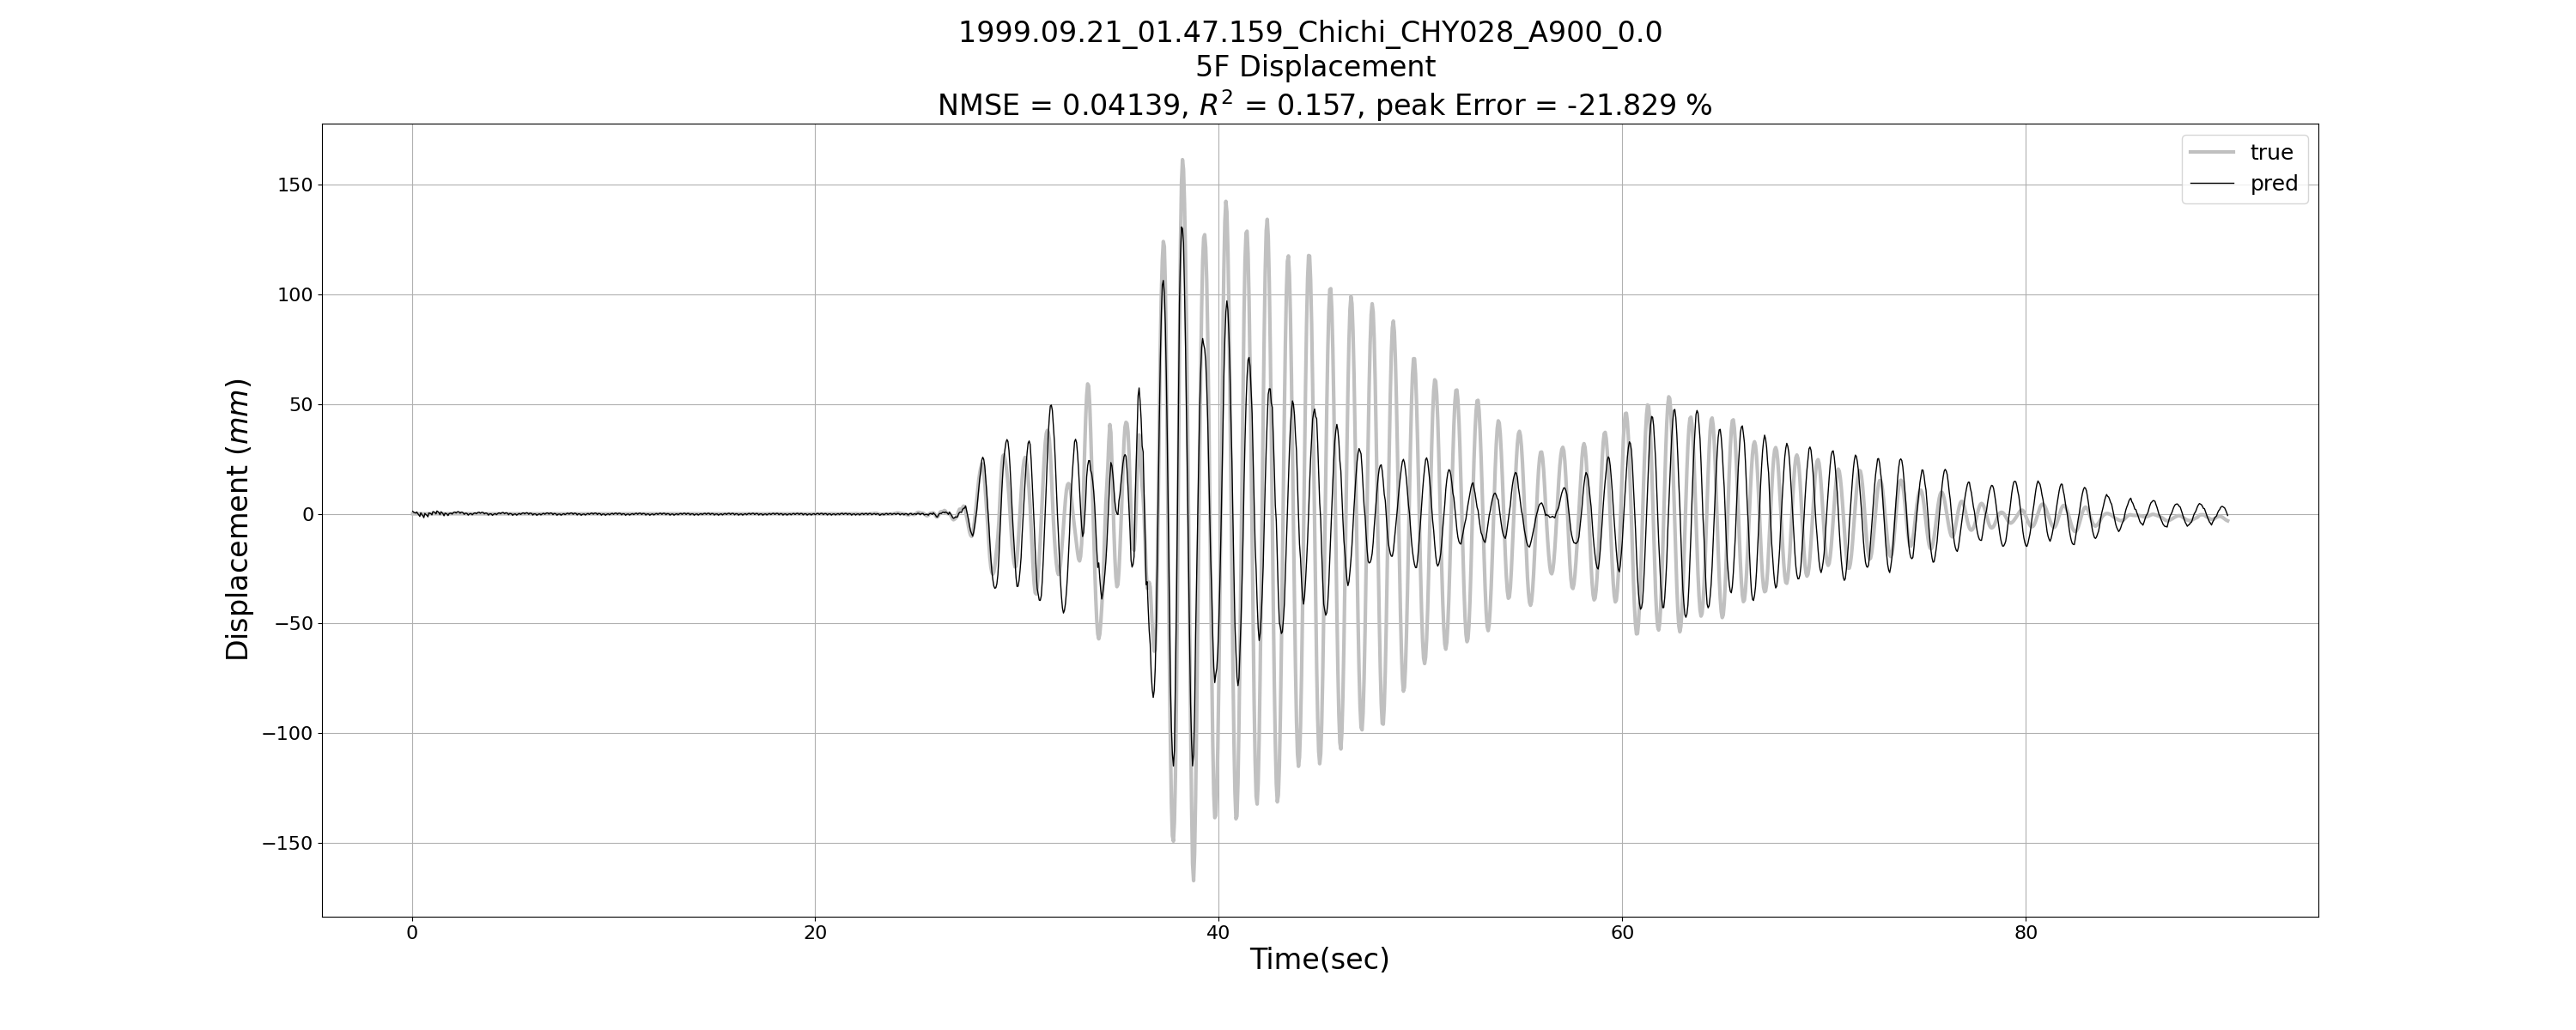 1999.09.21_01.47.159_Chichi_CHY028_A900_0.0
5F Displacement
NMSE = 0.04139, R² = 0.157, peak Error = -21.829 %
true
pred
150
100
50
0
−50
−100
−150
Displacement (mm)
0 20 40 60 80
Time(sec)